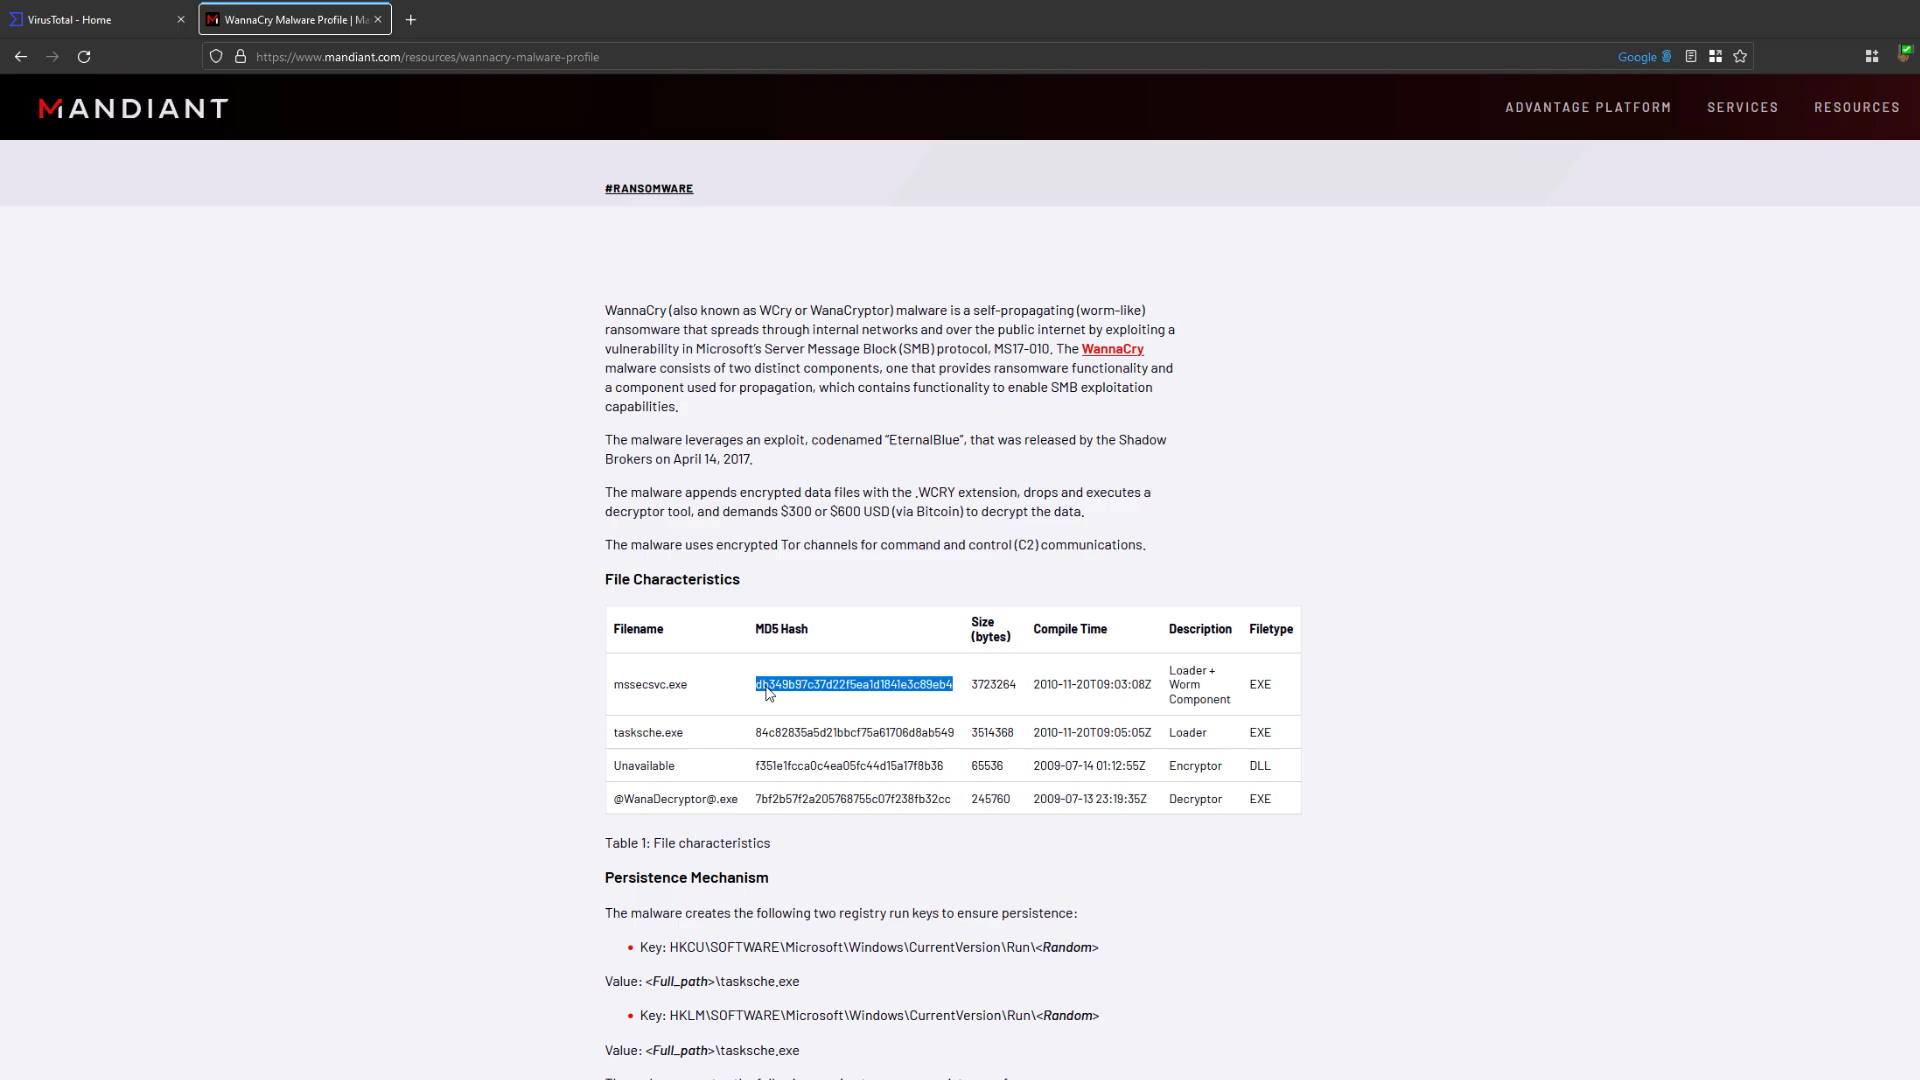 VirusTotal - Home
WannaCry Malware Profile | Ma
https://www.mandiant.com/resources/wannacry-malware-profile
Google
MANDIANT
ADVANTAGE PLATFORM
SERVICES
RESOURCES
#RANSOMWARE
WannaCry (also known as WCry or WanaCryptor) malware is a self-propagating (worm-like)
ransomware that spreads through internal networks and over the public internet by exploiting a
vulnerability in Microsoft's Server Message Block (SMB) protocol, MS17-010. The WannaCry
malware consists of two distinct components, one that provides ransomware functionality and
a component used for propagation, which contains functionality to enable SMB exploitation
capabilities.
The malware leverages an exploit, codenamed “EternalBlue”, that was released by the Shadow
Brokers on April 14, 2017.
The malware appends encrypted data files with the .WCRY extension, drops and executes a
decryptor tool, and demands $300 or $600 USD (via Bitcoin) to decrypt the data.
The malware uses encrypted Tor channels for command and control (C2) communications.
File Characteristics
Filename MD5 Hash Size (bytes) Compile Time Description Filetype
mssecsvc.exe db349b97c37d22f5ea1d1841e3c89eb4 3723264 2010-11-20T09:03:08Z Loader + Worm Component EXE
tasksche.exe 84c82835a5d21bbcf75a61706d8ab549 3514368 2010-11-20T09:05:05Z Loader EXE
Unavailable f351e1fcca0c4ea05fc44d15a17f8b36 65536 2009-07-14 01:12:55Z Encryptor DLL
@WanaDecryptor@.exe 7bf2b57f2a205768755c07f238fb32cc 245760 2009-07-13 23:19:35Z Decryptor EXE
Table 1: File characteristics
Persistence Mechanism
The malware creates the following two registry run keys to ensure persistence:
• Key: HKCU\SOFTWARE\Microsoft\Windows\CurrentVersion\Run\<Random>
Value: <Full_path>\tasksche.exe
• Key: HKLM\SOFTWARE\Microsoft\Windows\CurrentVersion\Run\<Random>
Value: <Full_path>\tasksche.exe